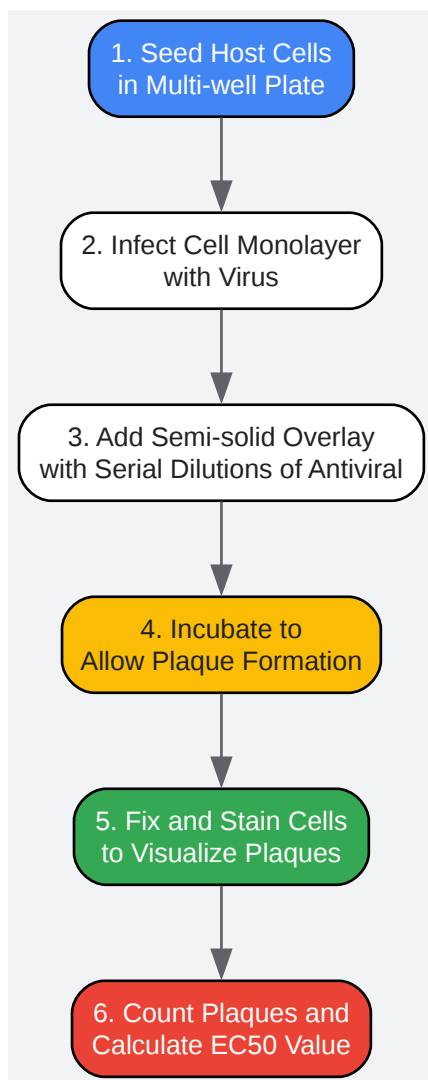 1. Seed Host Cells
in Multi-well Plate
2. Infect Cell Monolayer
with Virus
3. Add Semi-solid Overlay
with Serial Dilutions of Antiviral
4. Incubate to
Allow Plaque Formation
5. Fix and Stain Cells
to Visualize Plaques
6. Count Plaques and
Calculate EC50 Value